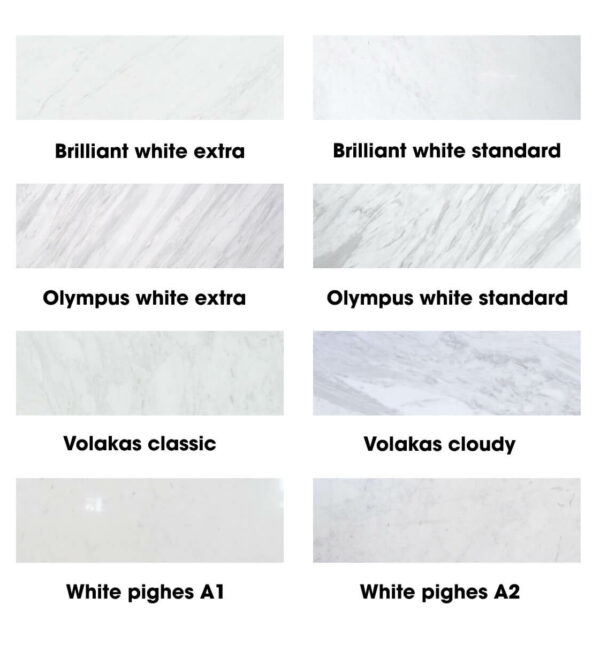 Brilliant white extra
Brilliant white standard
Olympus white extra
Olympus white standard
Volakas classic
Volakas cloudy
White pighes A1
White pighes A2